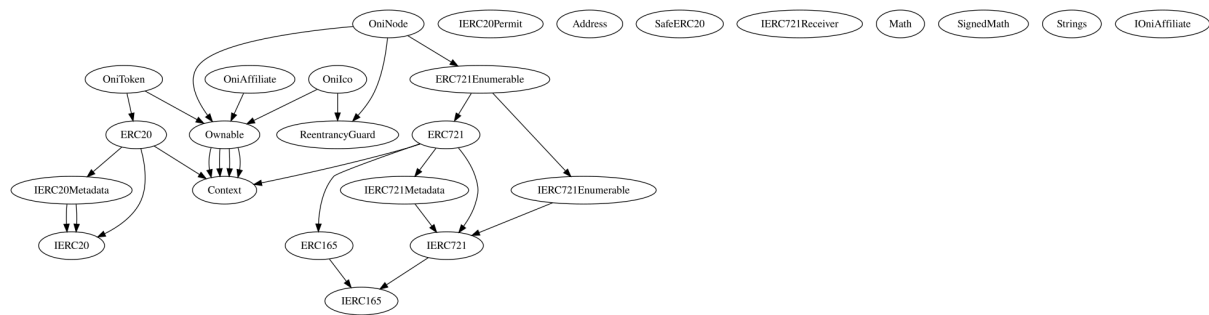 OniNode
IERC20Permit
Address
SafeERC20
IERC721Receiver
Math
SignedMath
Strings
IOniAffiliate
OniToken
OniAffiliate
OniIco
ERC721Enumerable
ERC20
Ownable
ReentrancyGuard
ERC721
IERC20Metadata
Context
IERC721Metadata
IERC721Enumerable
IERC20
ERC165
IERC721
IERC165